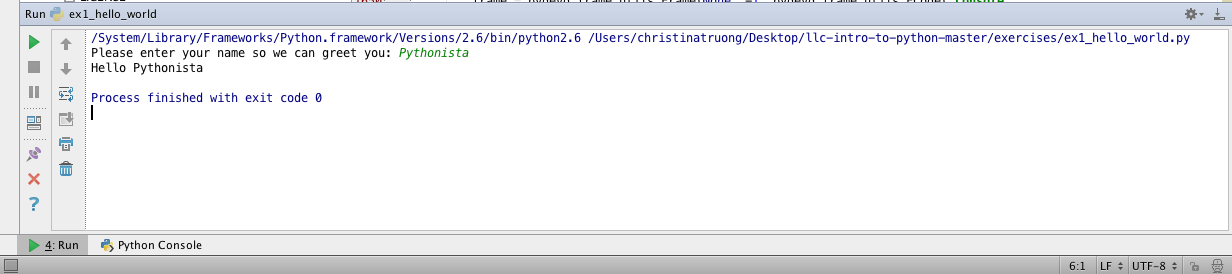 Run ex1_hello_world
/System/Library/Frameworks/Python.framework/Versions/2.6/bin/python2.6 /Users/christinatruong/Desktop/llc-intro-to-python-master/exercises/ex1_hello_world.py
Please enter your name so we can greet you: Pythonista
Hello Pythonista
Process finished with exit code 0
?
4: Run Python Console
6:1 LF UTF-8